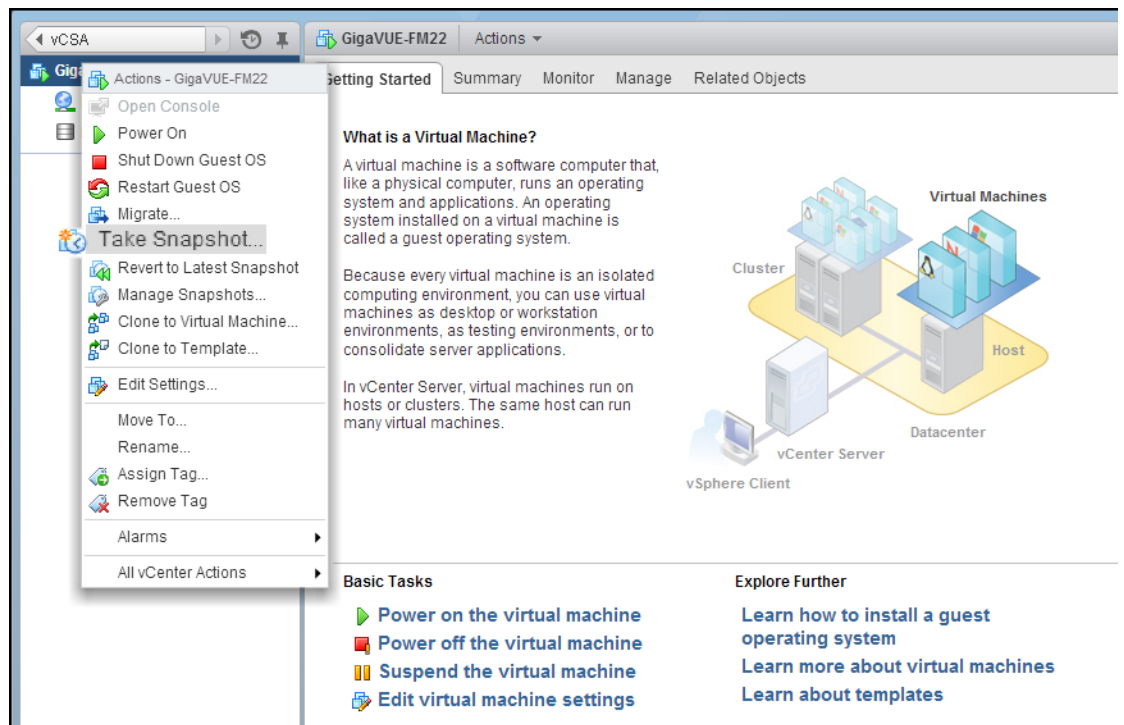 vCSA
GigaVUE-FM22 Actions
Getting Started Summary Monitor Manage Related Objects
Actions - GigaVUE-FM22
Open Console
Power On
Shut Down Guest OS
Restart Guest OS
Migrate...
Take Snapshot...
Revert to Latest Snapshot
Manage Snapshots...
Clone to Virtual Machine...
Clone to Template...
Edit Settings...
Move To...
Rename...
Assign Tag...
Remove Tag
Alarms
All vCenter Actions
What is a Virtual Machine?
A virtual machine is a software computer that,
like a physical computer, runs an operating
system and applications. An operating
system installed on a virtual machine is
called a guest operating system.
Because every virtual machine is an isolated
computing environment, you can use virtual
machines as desktop or workstation
environments, as testing environments, or to
consolidate server applications.
In vCenter Server, virtual machines run on
hosts or clusters. The same host can run
many virtual machines.
Virtual Machines
Cluster
Host
Datacenter
vCenter Server
vSphere Client
Basic Tasks
Power on the virtual machine
Power off the virtual machine
Suspend the virtual machine
Edit virtual machine settings
Explore Further
Learn how to install a guest
operating system
Learn more about virtual machines
Learn about templates